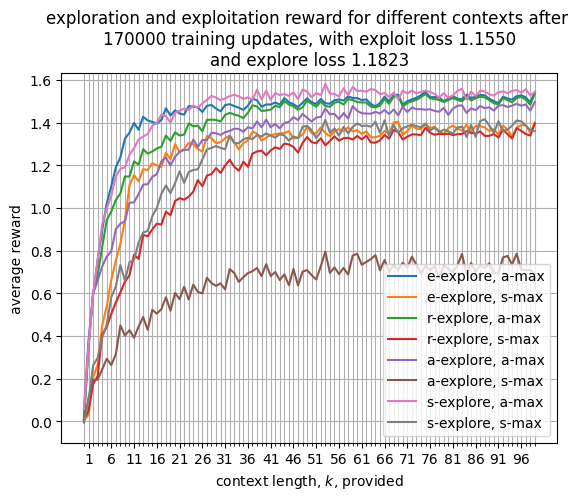 exploration and exploitation reward for different contexts after
170000 training updates, with exploit loss 1.1550
and explore loss 1.1823
1.6
1.4
1.2
1.0
0.8
0.6
0.4
0.2
0.0
average reward
e-explore, a-max
e-explore, s-max
r-explore, a-max
r-explore, s-max
a-explore, a-max
a-explore, s-max
s-explore, a-max
s-explore, s-max
1 6 11 16 21 26 31 36 41 46 51 56 61 66 71 76 81 86 91 96
context length, k, provided